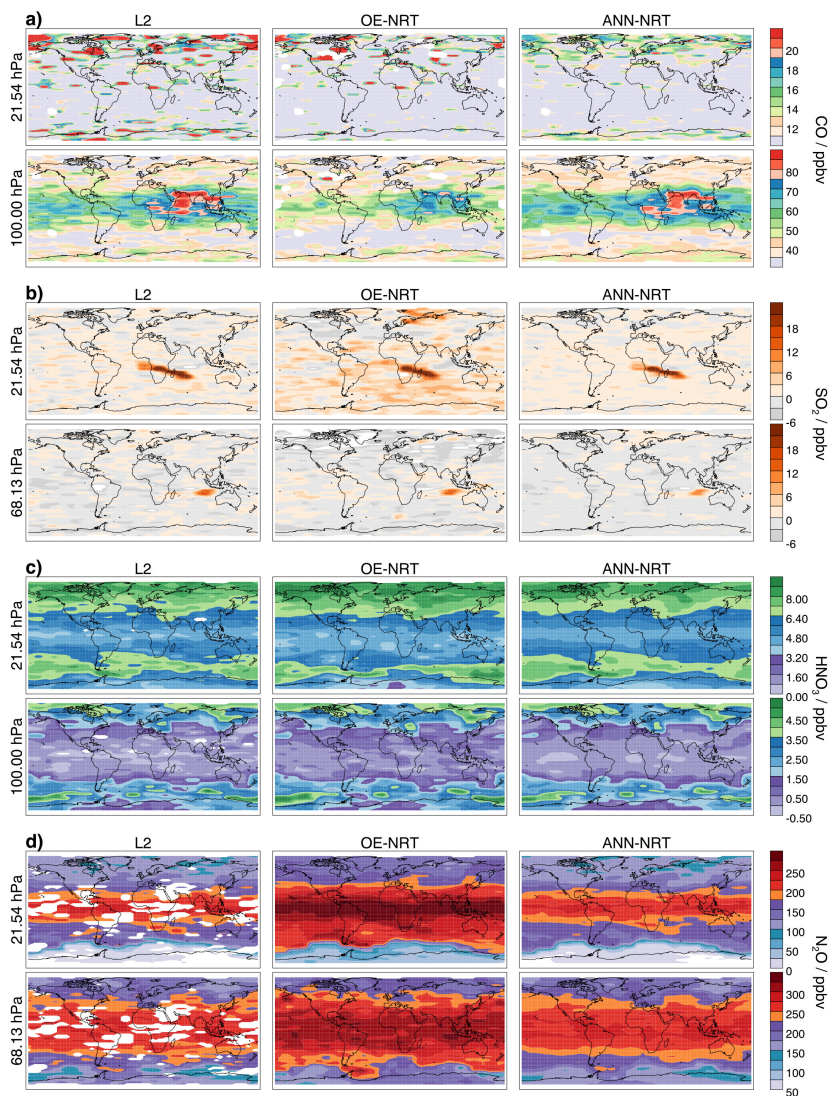 a)
L2 OE-NRT ANN-NRT
21.54 hPa
100.00 hPa
20
18
16
14
12
80
70
60
50
40
CO / ppbv
b)
L2 OE-NRT ANN-NRT
21.54 hPa
68.13 hPa
18
12
6
0
-6
18
12
6
0
-6
SO₂ / ppbv
c)
L2 OE-NRT ANN-NRT
21.54 hPa
100.00 hPa
8.00
6.40
4.80
3.20
1.60
0.00
4.50
3.50
2.50
1.50
0.50
-0.50
HNO₃ / ppbv
d)
L2 OE-NRT ANN-NRT
21.54 hPa
68.13 hPa
250
200
150
100
50
0
300
250
200
150
100
50
N₂O / ppbv